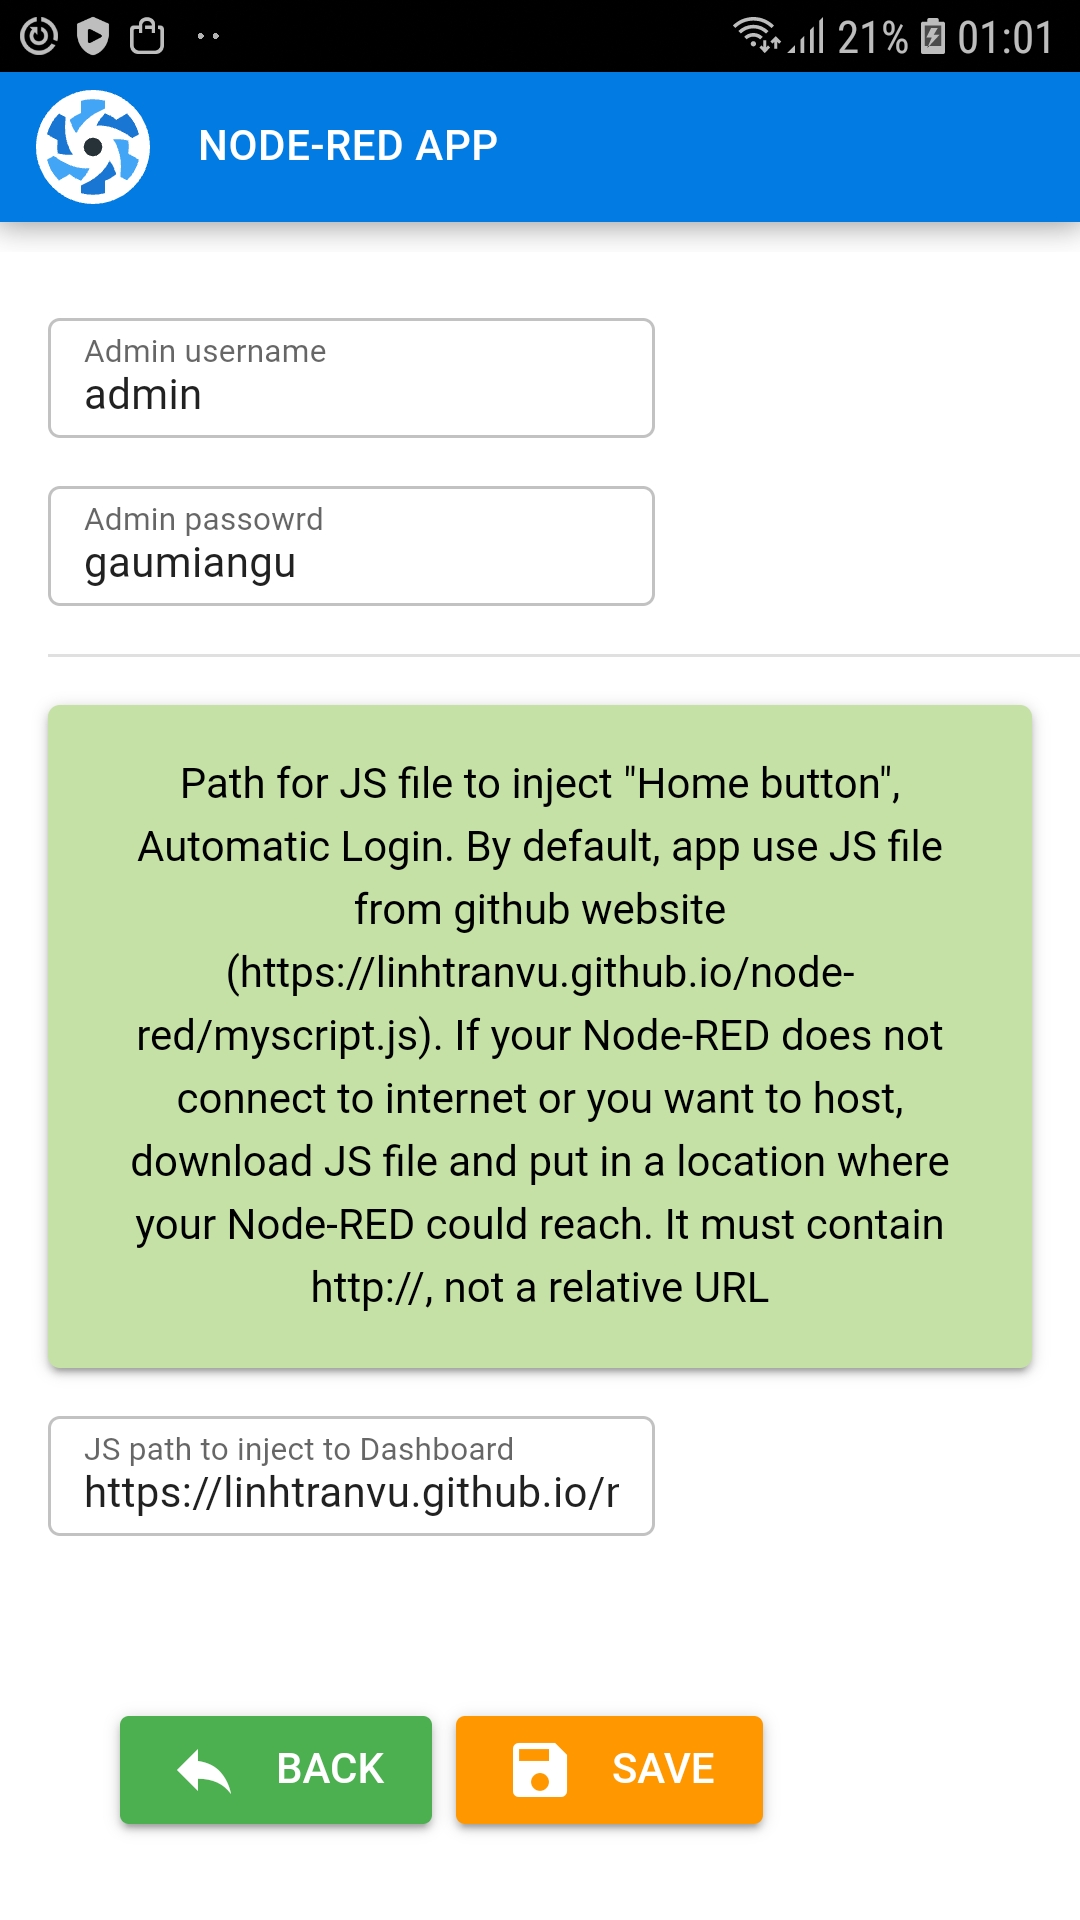 21% 01:01
NODE-RED APP
Admin username
admin
Admin passowrd
gaumiangu
Path for JS file to inject "Home button",
Automatic Login. By default, app use JS file
from github website
(https://linhtranvu.github.io/node-
red/myscript.js). If your Node-RED does not
connect to internet or you want to host,
download JS file and put in a location where
your Node-RED could reach. It must contain
http://, not a relative URL
JS path to inject to Dashboard
https://linhtranvu.github.io/r
BACK SAVE